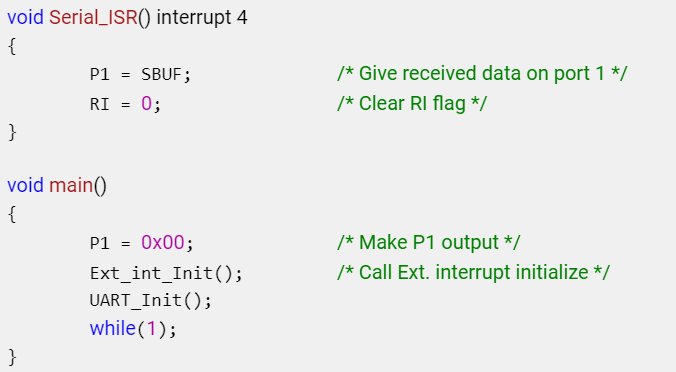 void Serial_ISR() interrupt 4
{
P1 = SBUF; /* Give received data on port 1 */
RI = 0; /* Clear RI flag */
}
void main()
{
P1 = 0x00; /* Make P1 output */
Ext_int_Init(); /* Call Ext. interrupt initialize */
UART_Init();
while(1);
}